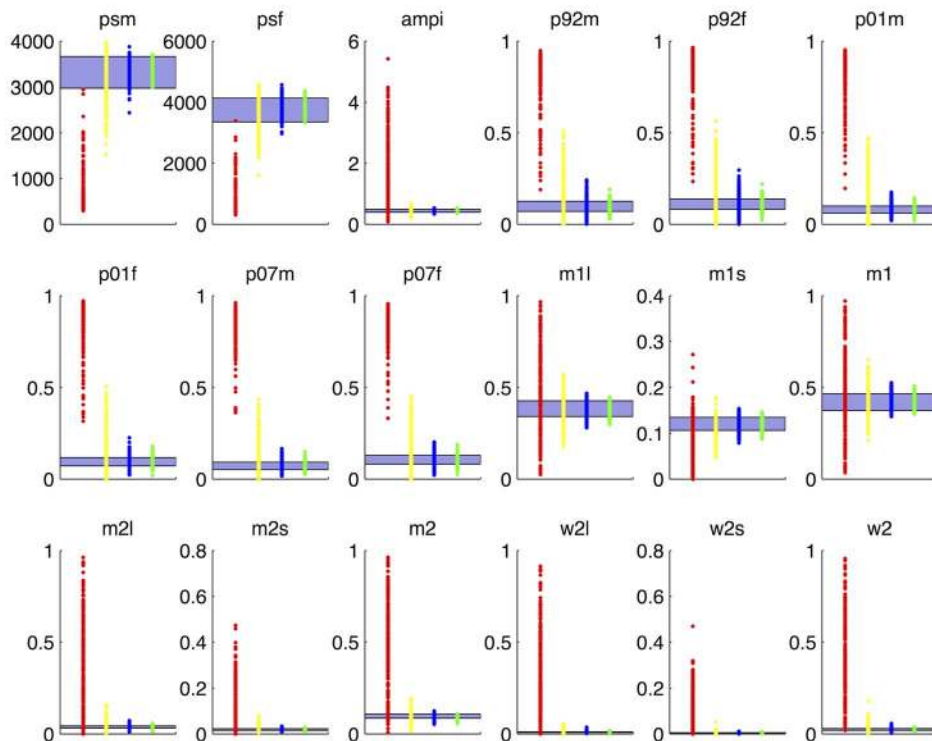 psm psf ampi p92m p92f p01m
4000 6000 6 1 1 1
3000 4000 4
2000 0.5 0.5 0.5
1000 2000 2
0 0 0 0 0 0
p01f p07m p07f m1l m1s m1
1 1 1 1 0.4 1
0.3
0.5 0.5 0.5 0.5 0.2 0.5
0.1
0 0 0 0 0 0
m2l m2s m2 w2l w2s w2
1 0.8 1 1 0.8 1
0.6 0.6
0.5 0.4 0.5 0.5 0.4 0.5
0.2 0.2
0 0 0 0 0 0